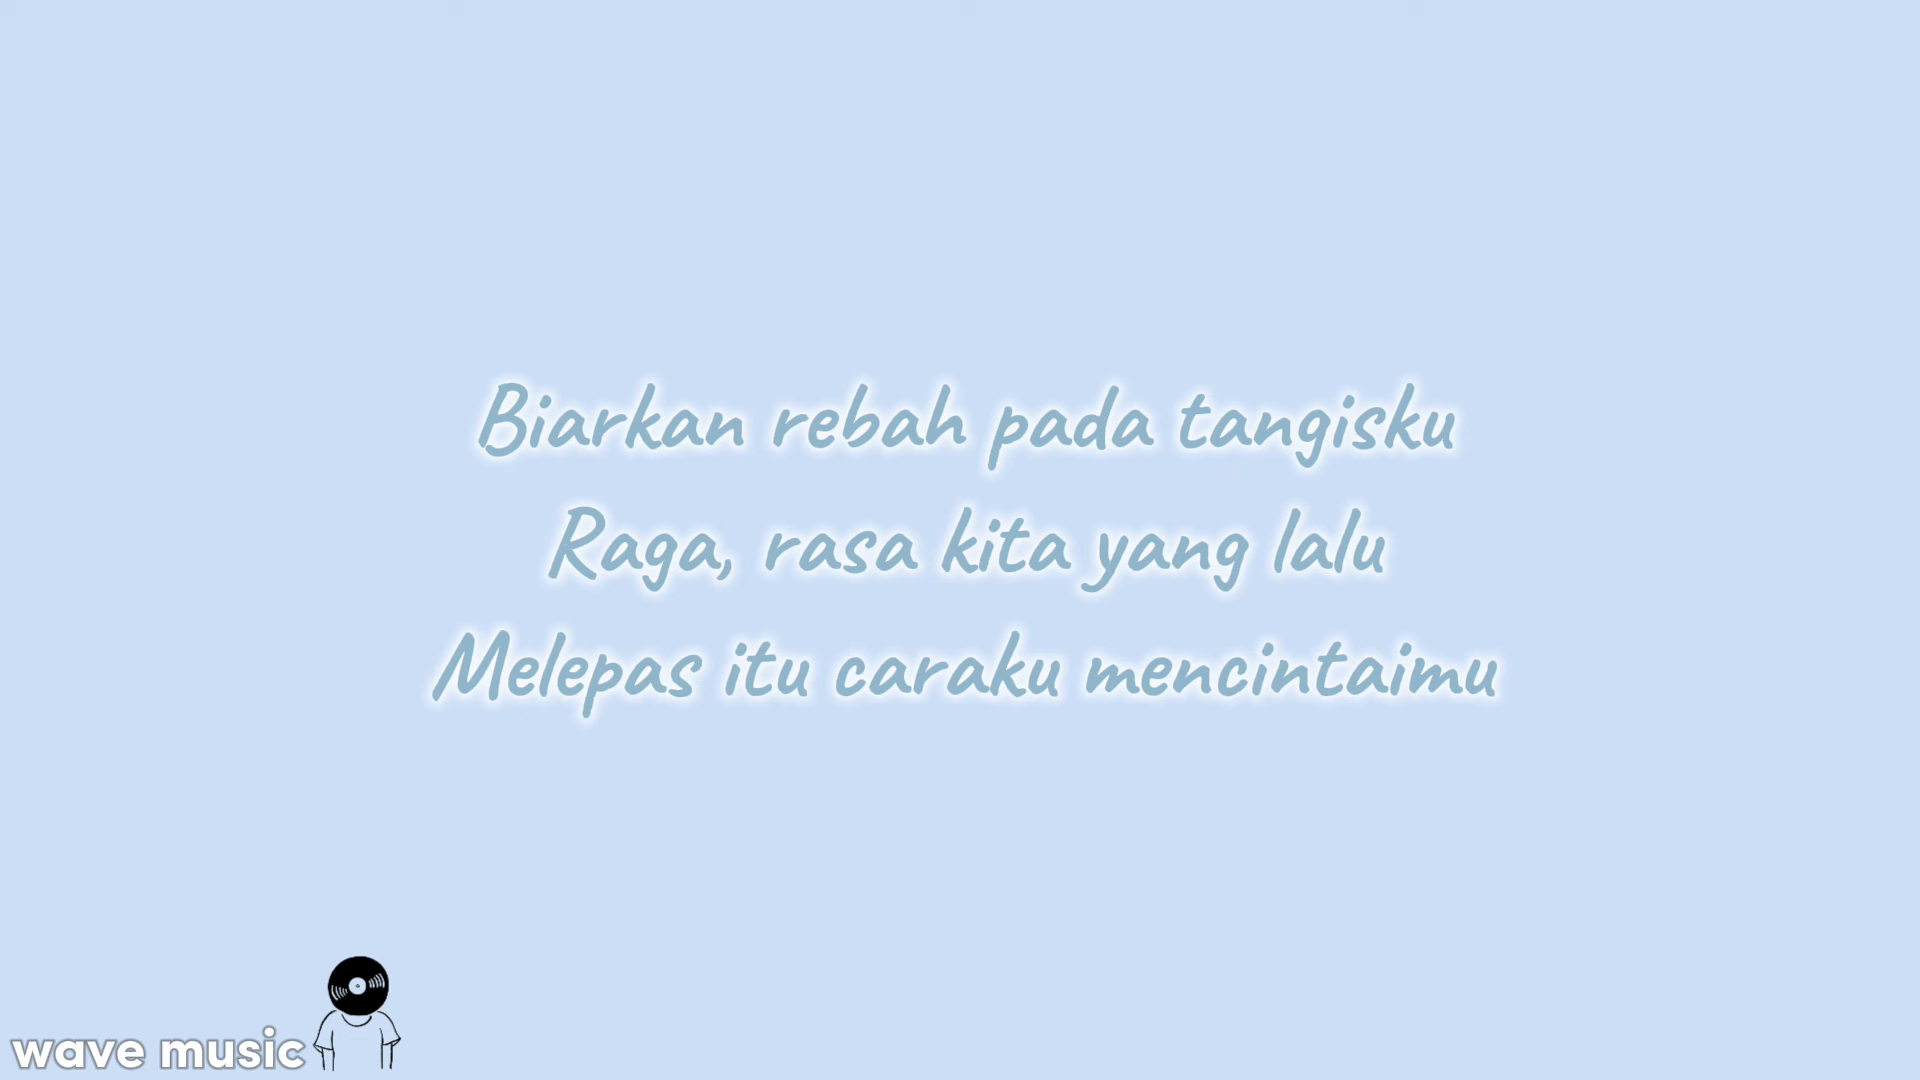 Biarkan rebah pada tangisku
Raga, rasa kita yang lalu
Melepas itu caraku mencintaimu
wave music